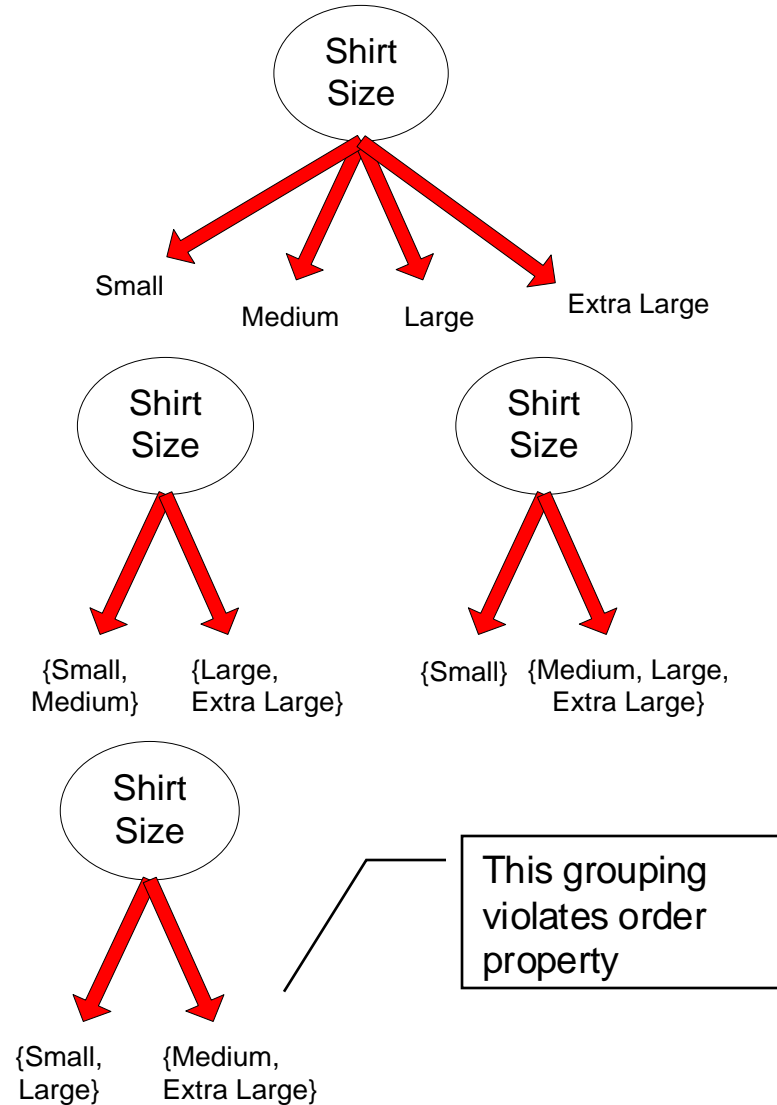 Shirt
Size
Small
Medium
Large
Extra Large
Shirt
Size
{Small,
Medium}
{Large,
Extra Large}
Shirt
Size
{Small}
{Medium, Large,
Extra Large}
Shirt
Size
{Small,
Large}
{Medium,
Extra Large}
This grouping
violates order
property